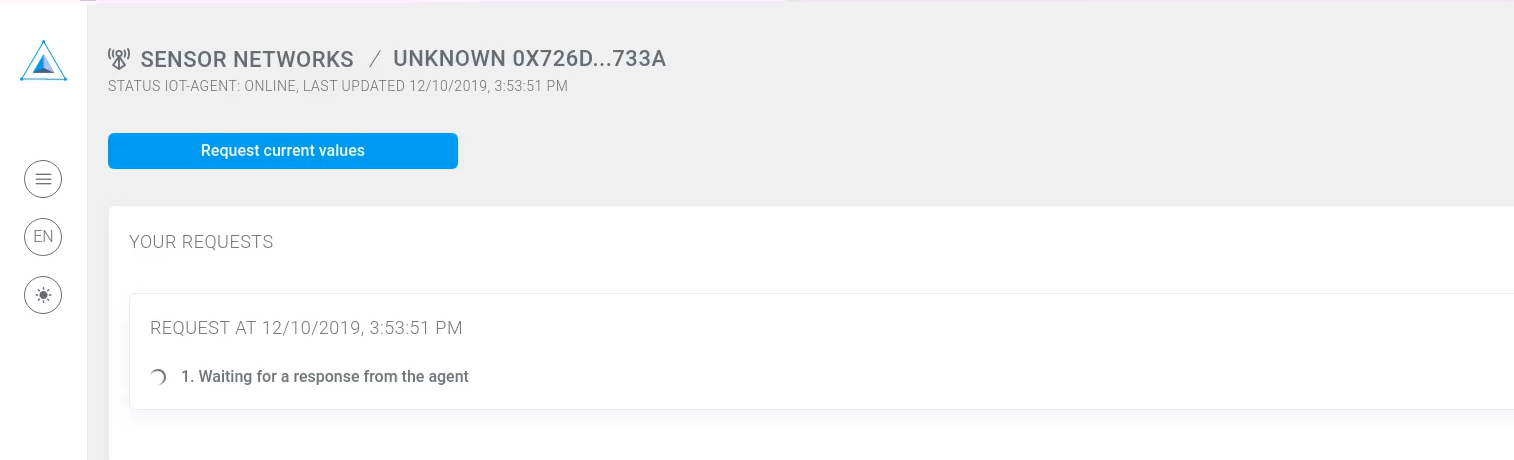 SENSOR NETWORKS / UNKNOWN 0X726D...733A
STATUS IOT-AGENT: ONLINE, LAST UPDATED 12/10/2019, 3:53:51 PM
Request current values
EN
YOUR REQUESTS
REQUEST AT 12/10/2019, 3:53:51 PM
1. Waiting for a response from the agent